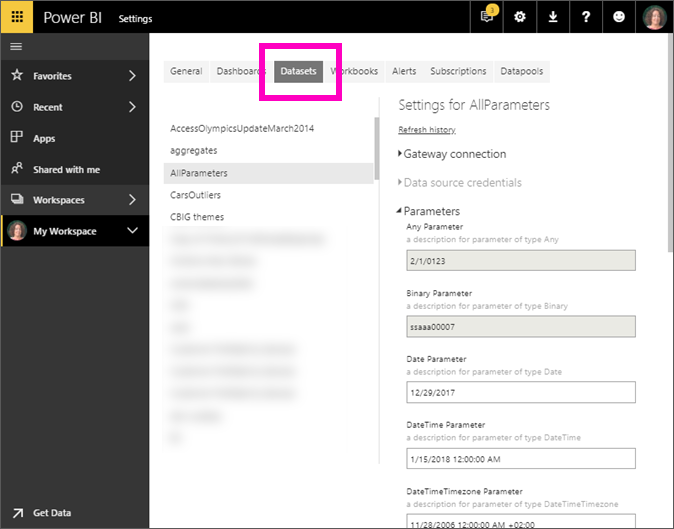 Power BI Settings
3
Favorites
Recent
Apps
Shared with me
Workspaces
My Workspace
Get Data
General Dashboards Datasets Workbooks Alerts Subscriptions Datapools
AccessOlympicsUpdateMarch2014
aggregates
AllParameters
CarsOutliers
CBIG themes
Settings for AllParameters
Refresh history
Gateway connection
Data source credentials
Parameters
Any Parameter
a description for parameter of type Any
2/1/0123
Binary Parameter
a description for parameter of type Binary
ssaaa00007
Date Parameter
a description for parameter of type Date
12/29/2017
DateTime Parameter
a description for parameter of type DateTime
1/15/2018 12:00:00 AM
DateTimeTimezone Parameter
a description for parameter of type DateTimeTimezone
11/28/2006 12:00:00 AM +02:00